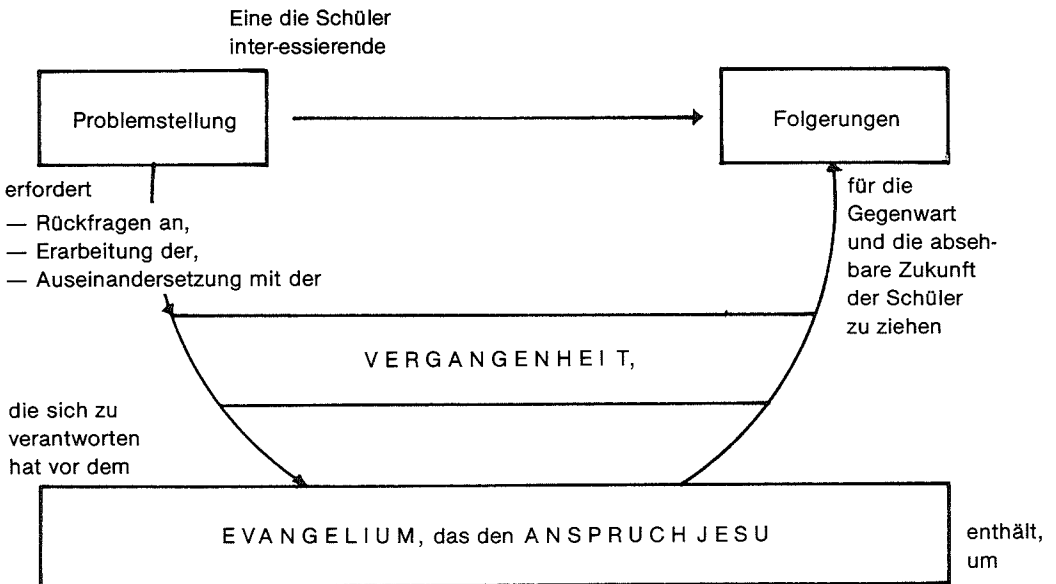 Eine die Schüler
inter-essierende
Problemstellung
erfordert
— Rückfragen an,
— Erarbeitung der,
— Auseinandersetzung mit der
VERGANGENHEIT,
die sich zu
verantworten
hat vor dem
EVANGELIUM, das den ANSPRUCH JESU
enthält,
um
Folgerungen
für die
Gegenwart
und die abseh-
bare Zukunft
der Schüler
zu ziehen